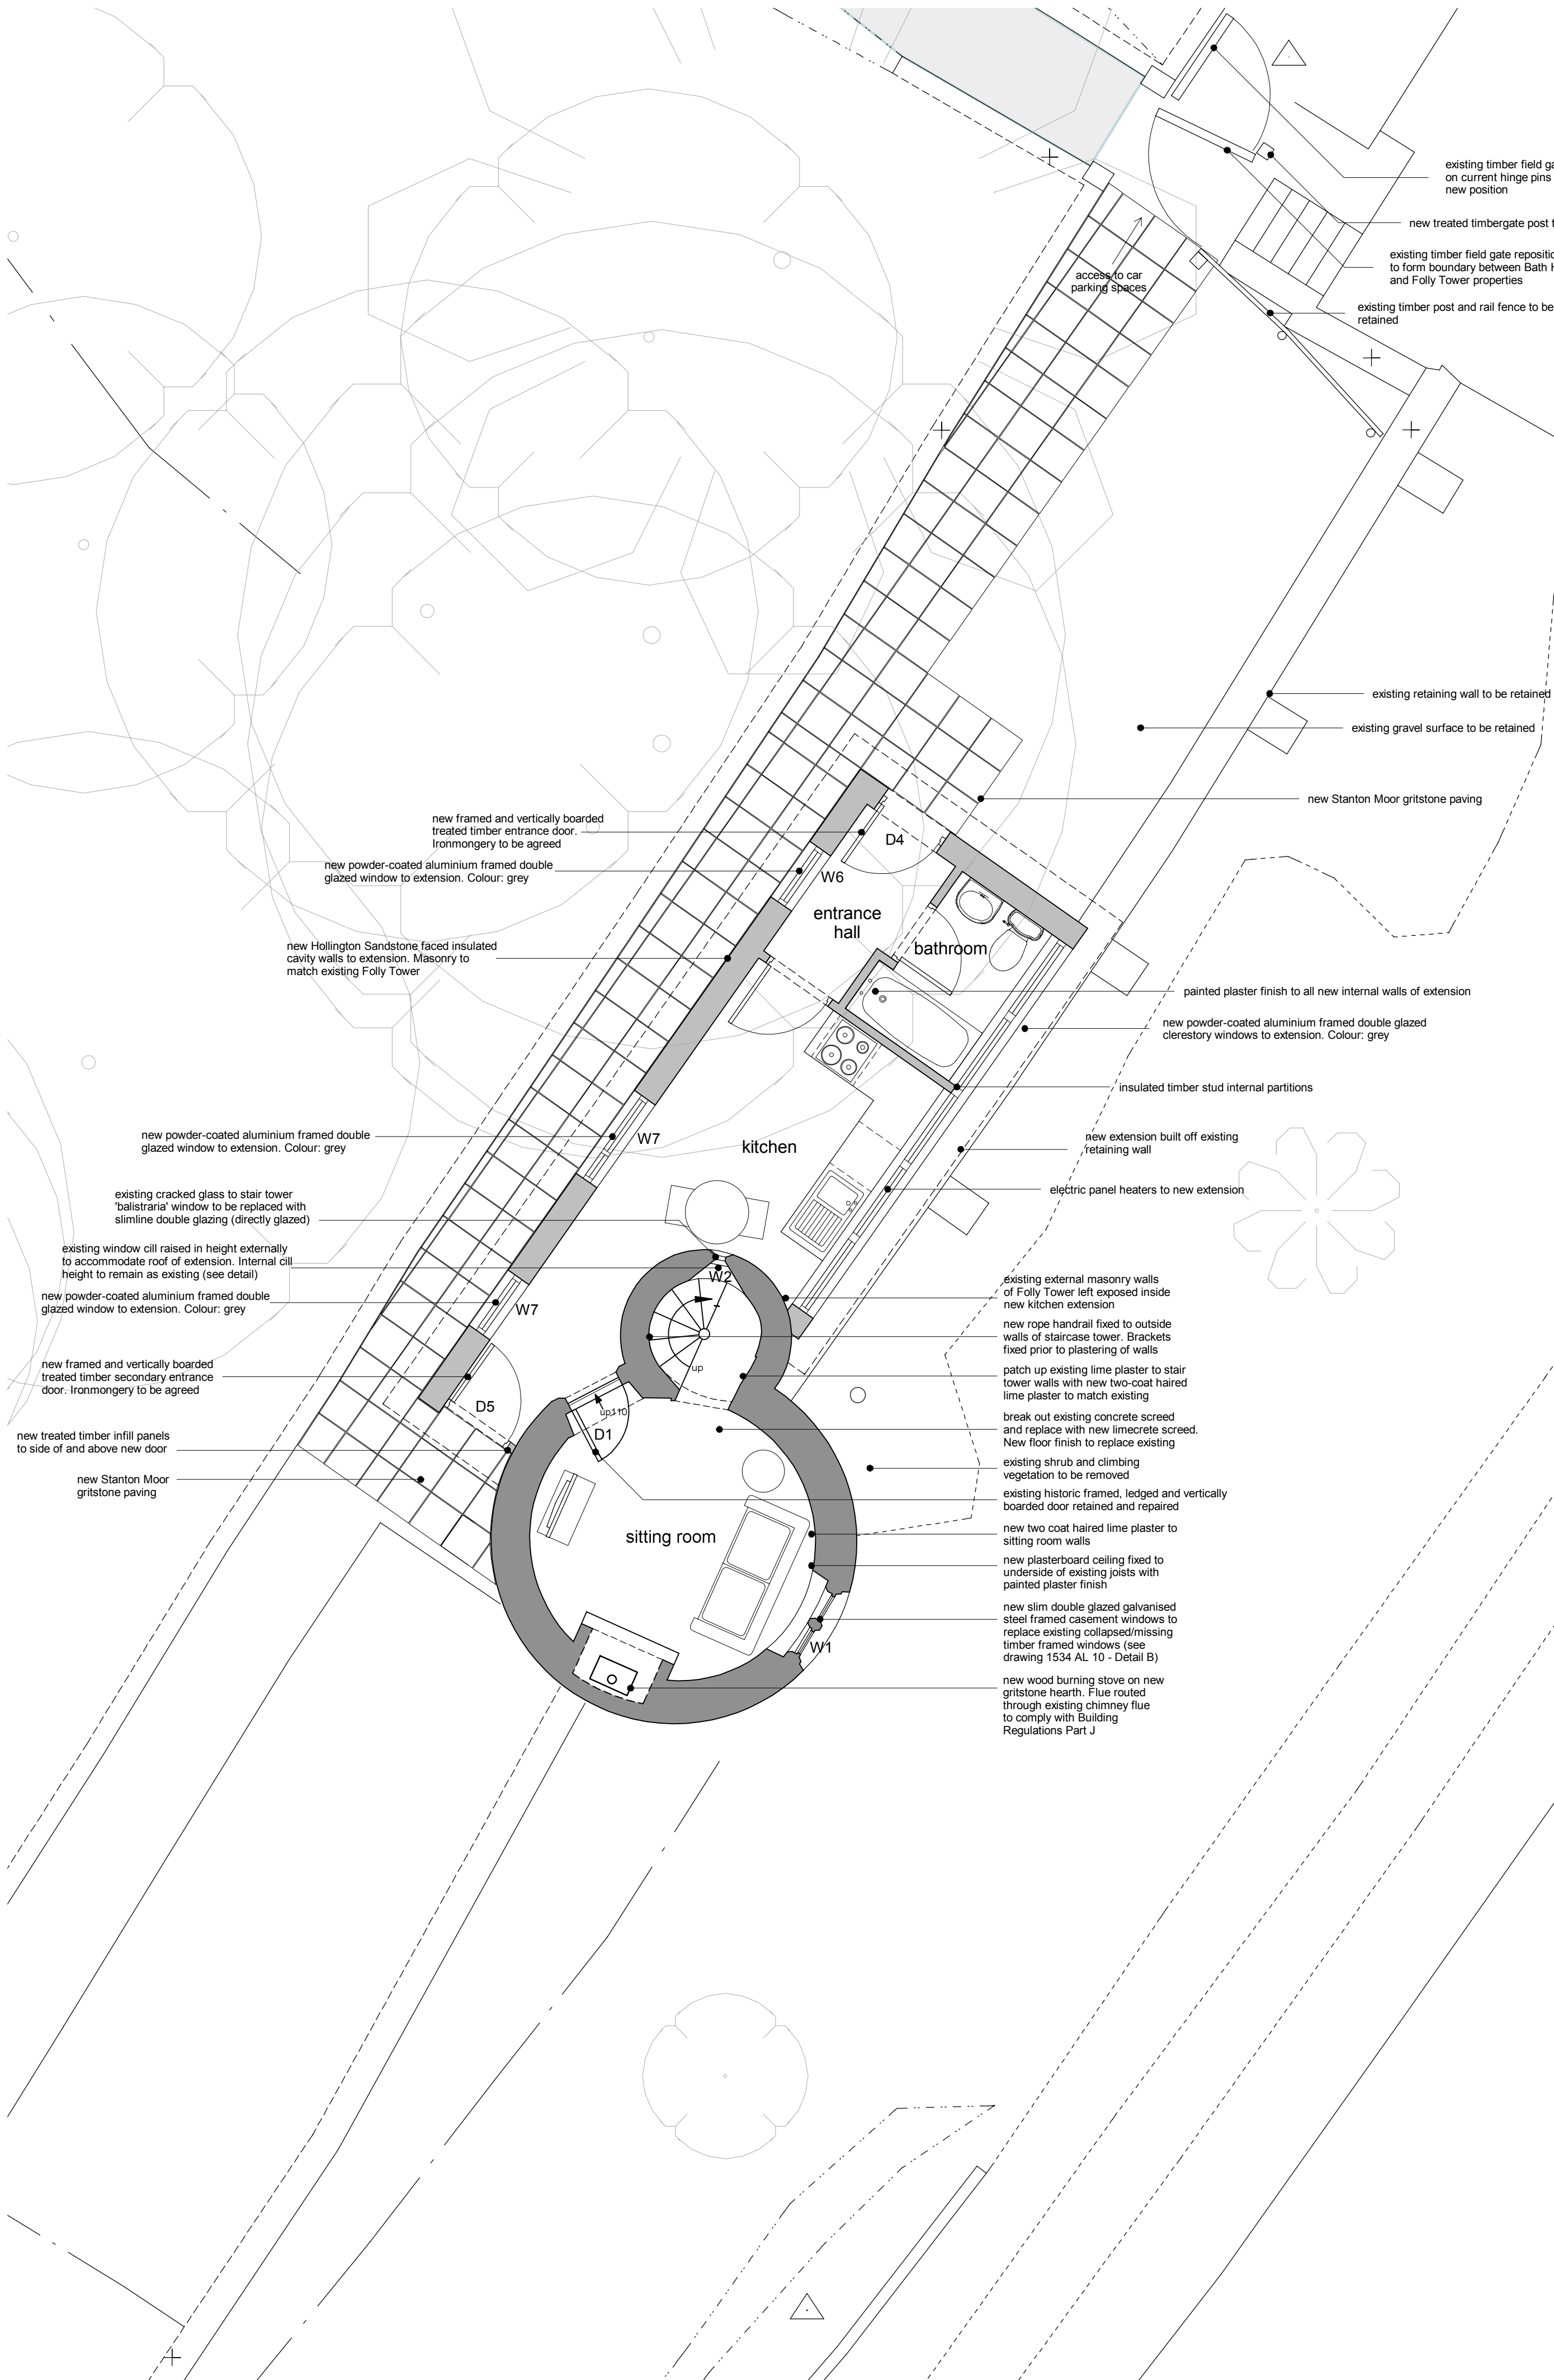 existing timber field
on current hinge pins
new position
new treated timbergate post
existing timber field gate
to form boundary between Bath
and Folly Tower properties
existing timber post and rail fence to be
retained
access to car
parking spaces
existing retaining wall to be retained
existing gravel surface to be retained
new Stanton Moor gritstone paving
new framed and vertically boarded
treated timber entrance door.
Ironmongery to be agreed
D4
new powder-coated aluminium framed double
glazed window to extension. Colour: grey
W6
entrance
hall
bathroom
new Hollington Sandstone faced insulated
cavity walls to extension. Masonry to
match existing Folly Tower
painted plaster finish to all new internal walls of extension
new powder-coated aluminium framed double glazed
clerestory windows to extension. Colour: grey
insulated timber stud internal partitions
new powder-coated aluminium framed double
glazed window to extension. Colour: grey
W7
kitchen
new extension built off existing
retaining wall
electric panel heaters to new extension
existing cracked glass to stair tower
'balistraria' window to be replaced with
slimline double glazing (directly glazed)
existing window cill raised in height externally
to accommodate roof of extension. Internal cill
height to remain as existing (see detail)
W2
new powder-coated aluminium framed double
glazed window to extension. Colour: grey
W7
existing external masonry walls
of Folly Tower left exposed inside
new kitchen extension
new rope handrail fixed to outside
walls of staircase tower. Brackets
fixed prior to plastering of walls
up
new framed and vertically boarded
treated timber secondary entrance
door. Ironmongery to be agreed
patch up existing lime plaster to stair
tower walls with new two-coat haired
lime plaster to match existing
D5
up110
D1
break out existing concrete screed
and replace with new limecrete screed.
New floor finish to replace existing
new treated timber infill panels
to side of and above new door
existing shrub and climbing
vegetation to be removed
new Stanton Moor
gritstone paving
existing historic framed, ledged and vertically
boarded door retained and repaired
sitting room
new two coat haired lime plaster to
sitting room walls
new plasterboard ceiling fixed to
underside of existing joists with
painted plaster finish
new slim double glazed galvanised
steel framed casement windows to
replace existing collapsed/missing
timber framed windows (see
drawing 1534 AL 10 - Detail B)
W1
new wood burning stove on new
gritstone hearth. Flue routed
through existing chimney flue
to comply with Building
Regulations Part J